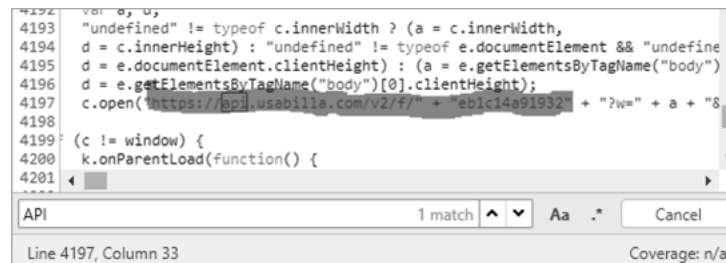 4192 var a, d;
4193 "undefined" != typeof c.innerWidth ? (a = c.innerWidth,
4194 d = c.innerHeight) : "undefined" != typeof e.documentElement && "undefine
4195 d = e.documentElement.clientHeight) : (a = e.getElementsByTagName("body")
4196 d = e.getElementsByTagName("body")[0].clientHeight);
4197 c.open("https://api.usabilla.com/v2/f/" + "eb1c14a91932" + "?w=" + a + "&
4198
4199 (c != window) {
4200 k.onParentLoad(function() {
4201
API 1 match Aa .* Cancel
Line 4197, Column 33 Coverage: n/a